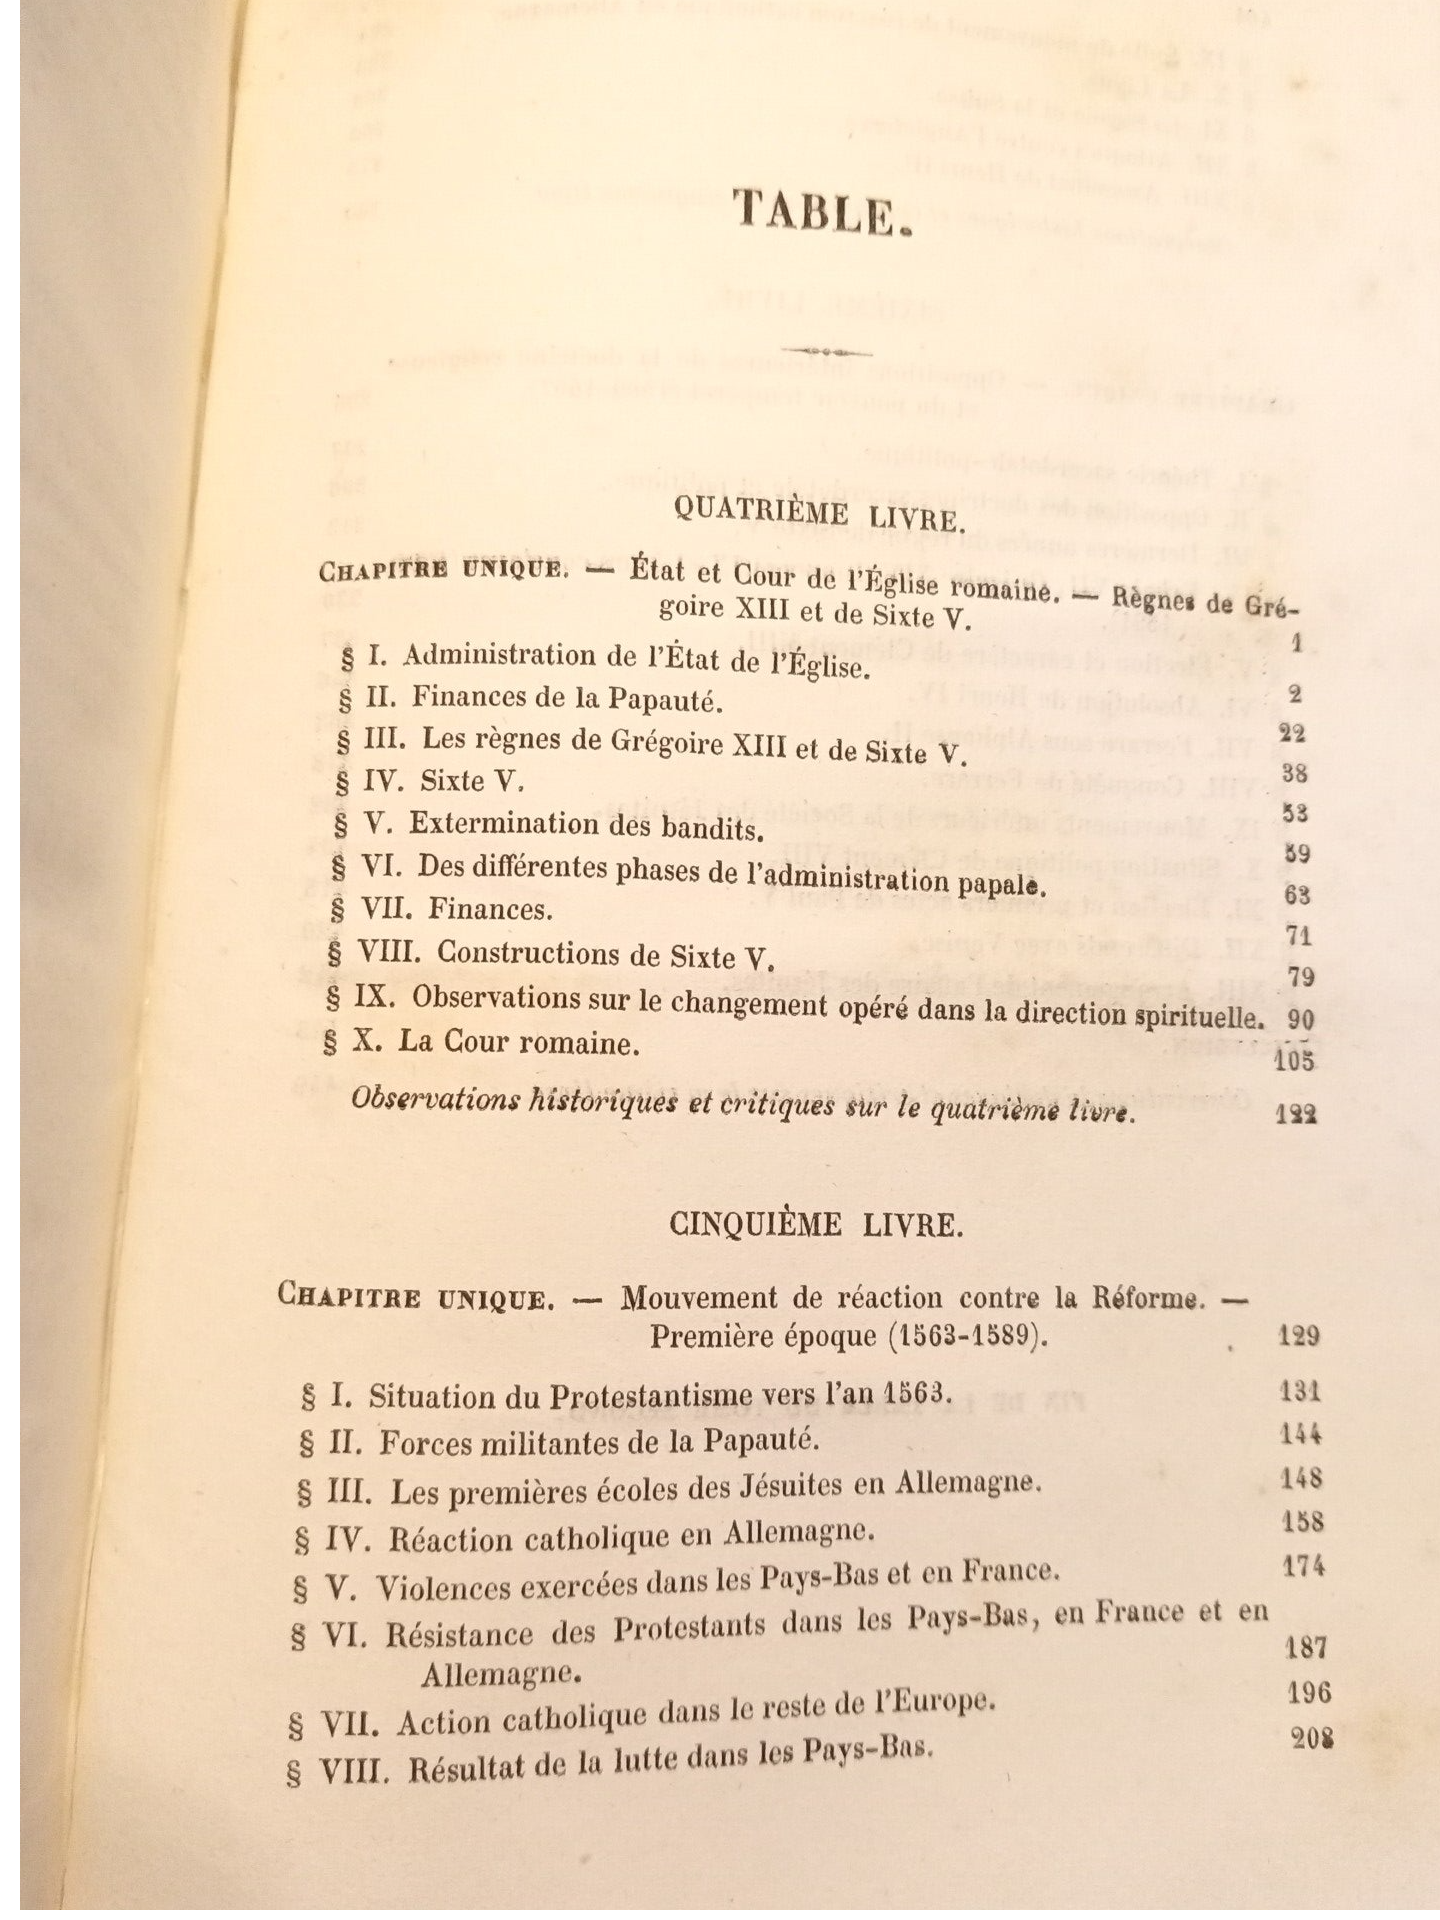 TABLE.
QUATRIÈME LIVRE.
CHAPITRE UNIQUE. — État et Cour de l'Église romaine. — Règnes de Gré-
goire XIII et de Sixte V. 1
§ I. Administration de l'État de l'Église. 2
§ II. Finances de la Papauté. 22
§ III. Les règnes de Grégoire XIII et de Sixte V. 38
§ IV. Sixte V. 53
§ V. Extermination des bandits. 59
§ VI. Des différentes phases de l'administration papale. 63
§ VII. Finances. 71
§ VIII. Constructions de Sixte V. 79
§ IX. Observations sur le changement opéré dans la direction spirituelle. 90
§ X. La Cour romaine. 105
Observations historiques et critiques sur le quatrième livre. 122
CINQUIÈME LIVRE.
CHAPITRE UNIQUE. — Mouvement de réaction contre la Réforme. —
Première époque (1563-1589). 129
§ I. Situation du Protestantisme vers l'an 1563. 131
§ II. Forces militantes de la Papauté. 144
§ III. Les premières écoles des Jésuites en Allemagne. 148
§ IV. Réaction catholique en Allemagne. 158
§ V. Violences exercées dans les Pays-Bas et en France. 174
§ VI. Résistance des Protestants dans les Pays-Bas, en France et en
Allemagne. 187
§ VII. Action catholique dans le reste de l'Europe. 196
§ VIII. Résultat de la lutte dans les Pays-Bas. 208